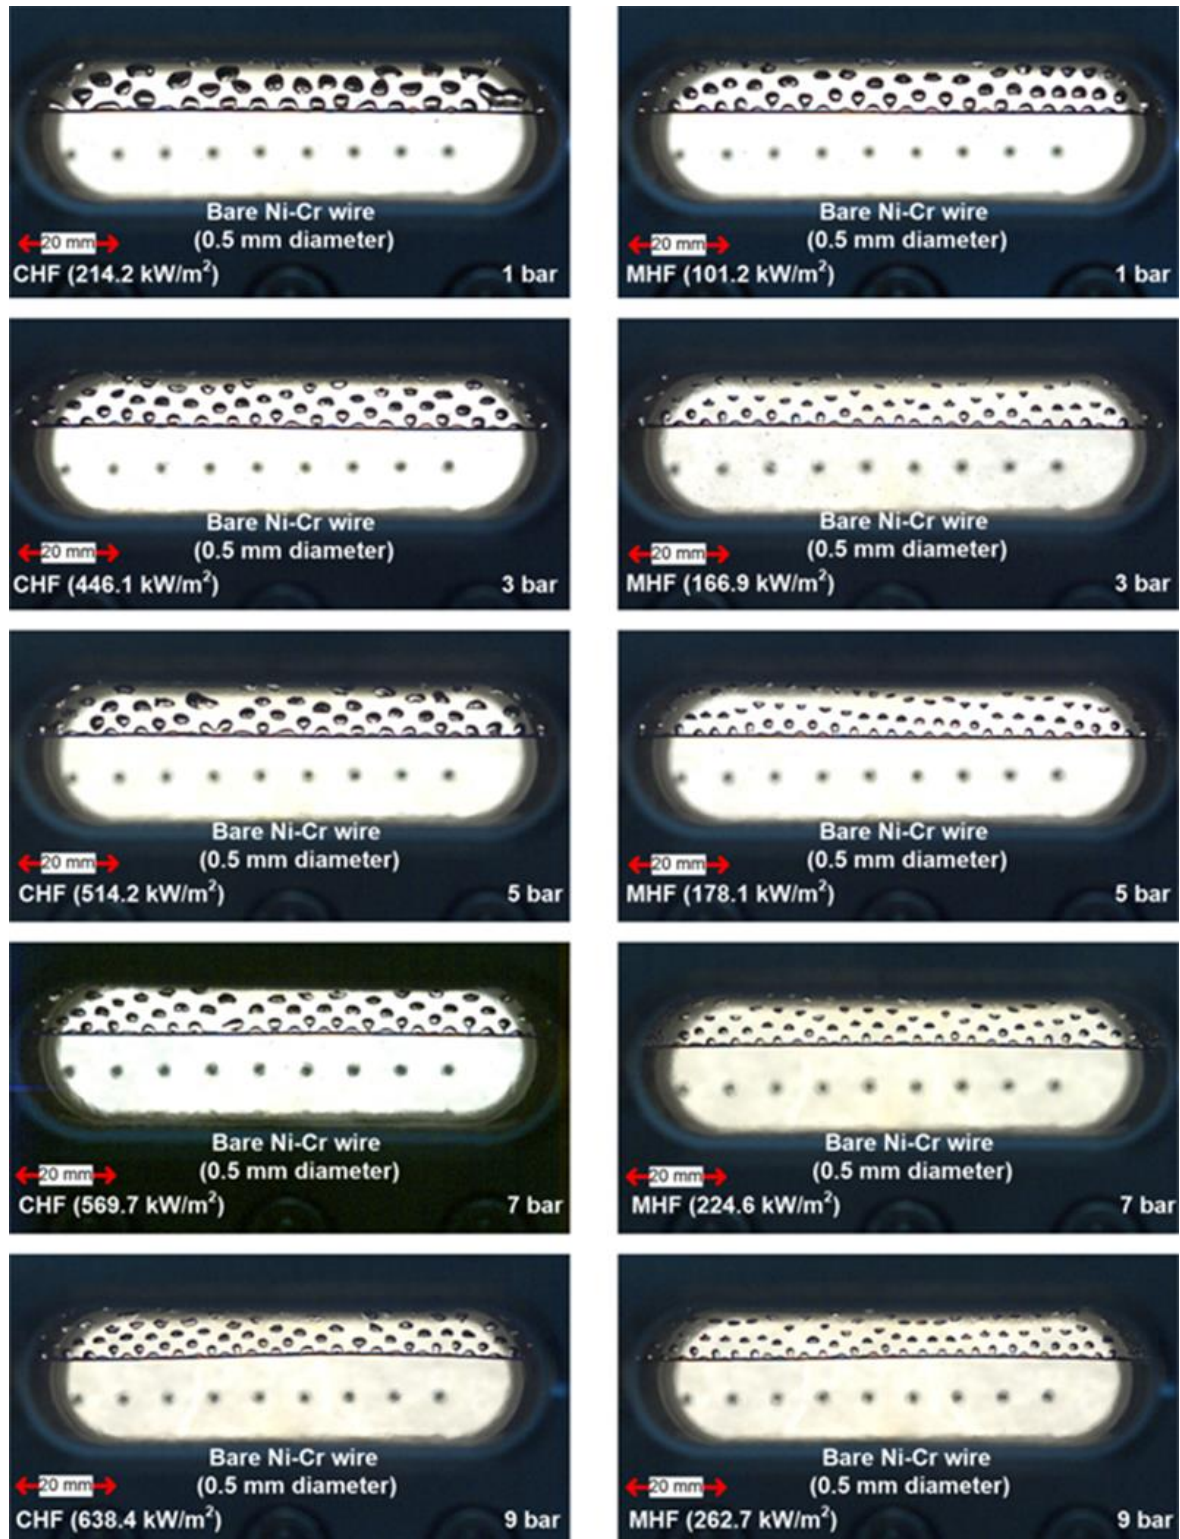 Bare Ni-Cr wire
(0.5 mm diameter)
20 mm
CHF (214.2 kW/m²)
1 bar
Bare Ni-Cr wire
(0.5 mm diameter)
20 mm
MHF (101.2 kW/m²)
1 bar
Bare Ni-Cr wire
(0.5 mm diameter)
20 mm
CHF (446.1 kW/m²)
3 bar
Bare Ni-Cr wire
(0.5 mm diameter)
20 mm
MHF (166.9 kW/m²)
3 bar
Bare Ni-Cr wire
(0.5 mm diameter)
20 mm
CHF (514.2 kW/m²)
5 bar
Bare Ni-Cr wire
(0.5 mm diameter)
20 mm
MHF (178.1 kW/m²)
5 bar
Bare Ni-Cr wire
(0.5 mm diameter)
20 mm
CHF (569.7 kW/m²)
7 bar
Bare Ni-Cr wire
(0.5 mm diameter)
20 mm
MHF (224.6 kW/m²)
7 bar
Bare Ni-Cr wire
(0.5 mm diameter)
20 mm
CHF (638.4 kW/m²)
9 bar
Bare Ni-Cr wire
(0.5 mm diameter)
20 mm
MHF (262.7 kW/m²)
9 bar